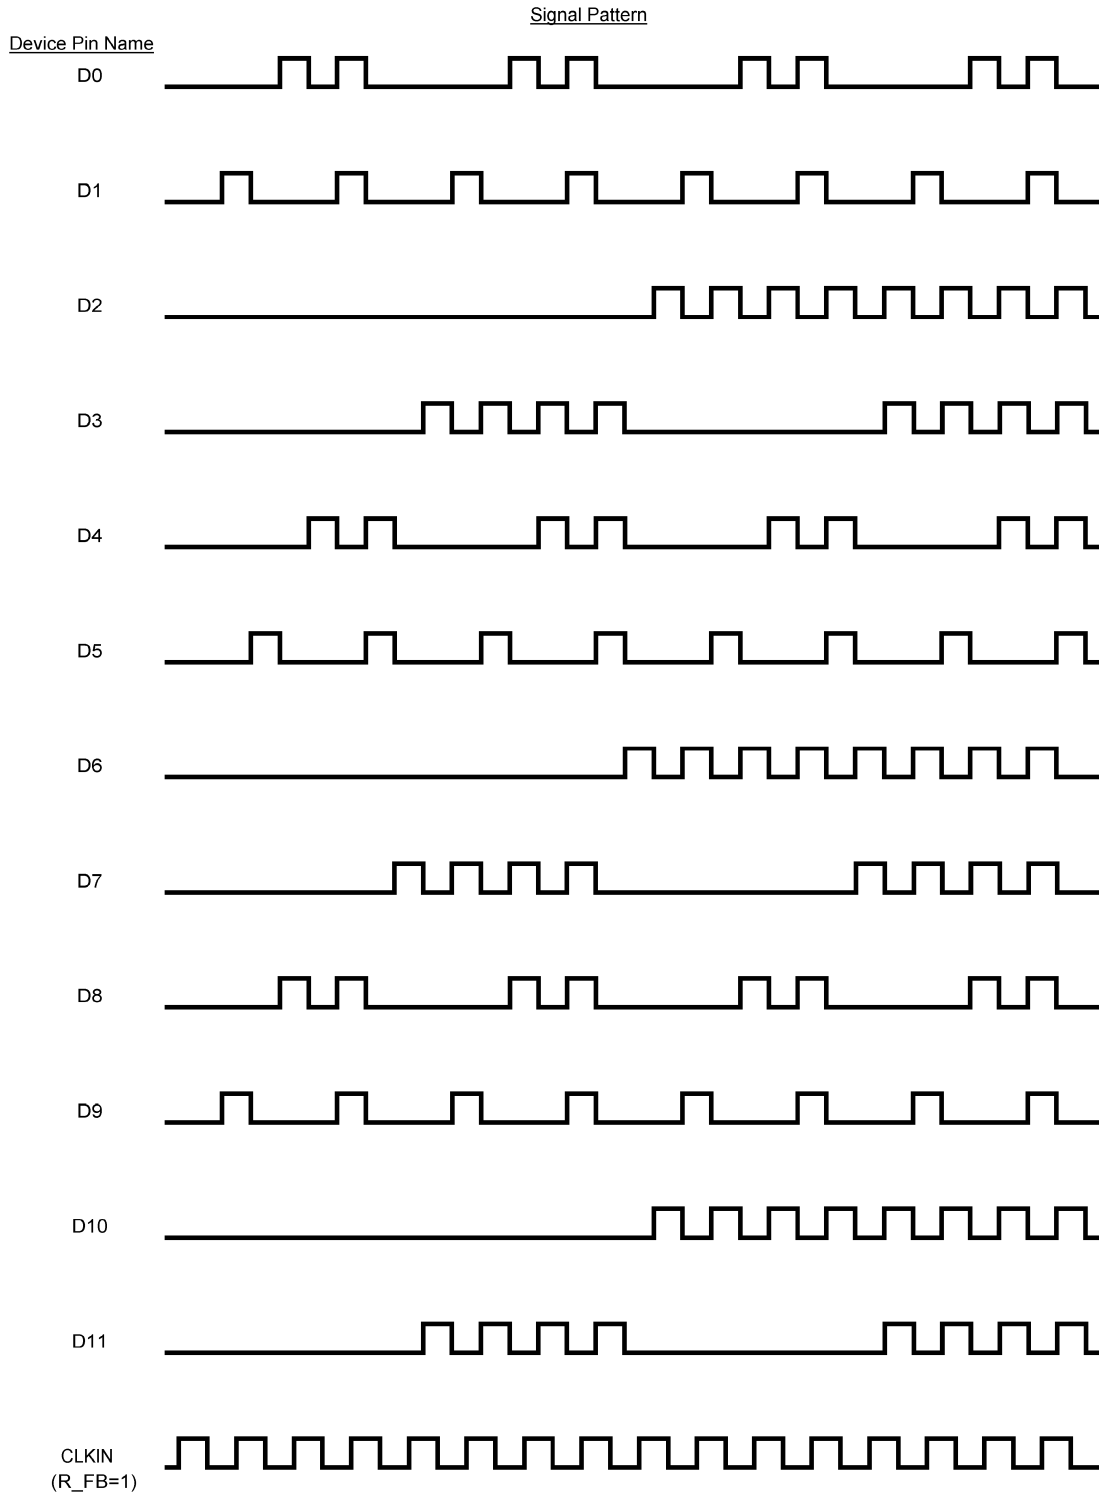 Signal Pattern
Device Pin Name
D0
D1
D2
D3
D4
D5
D6
D7
D8
D9
D10
D11
CLKIN
(R_FB=1)